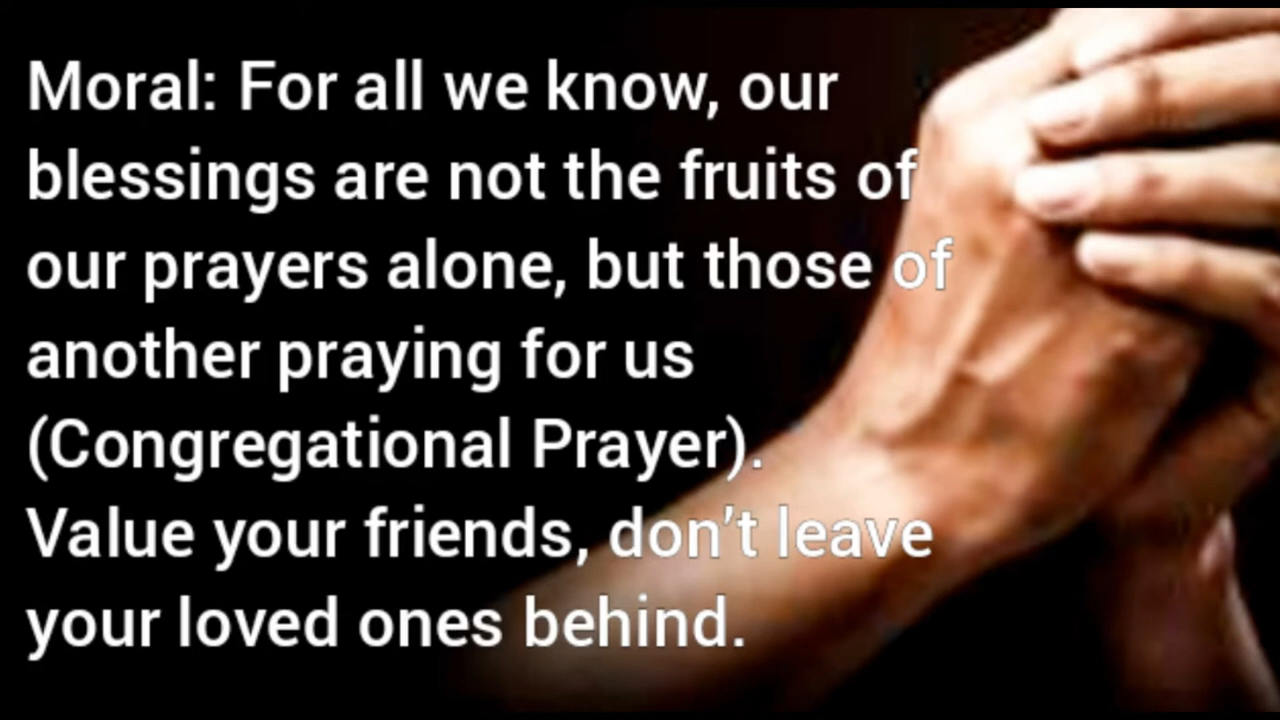 Moral: For all we know, our
blessings are not the fruits of
our prayers alone, but those of
another praying for us
(Congregational Prayer).
Value your friends, don’t leave
your loved ones behind.